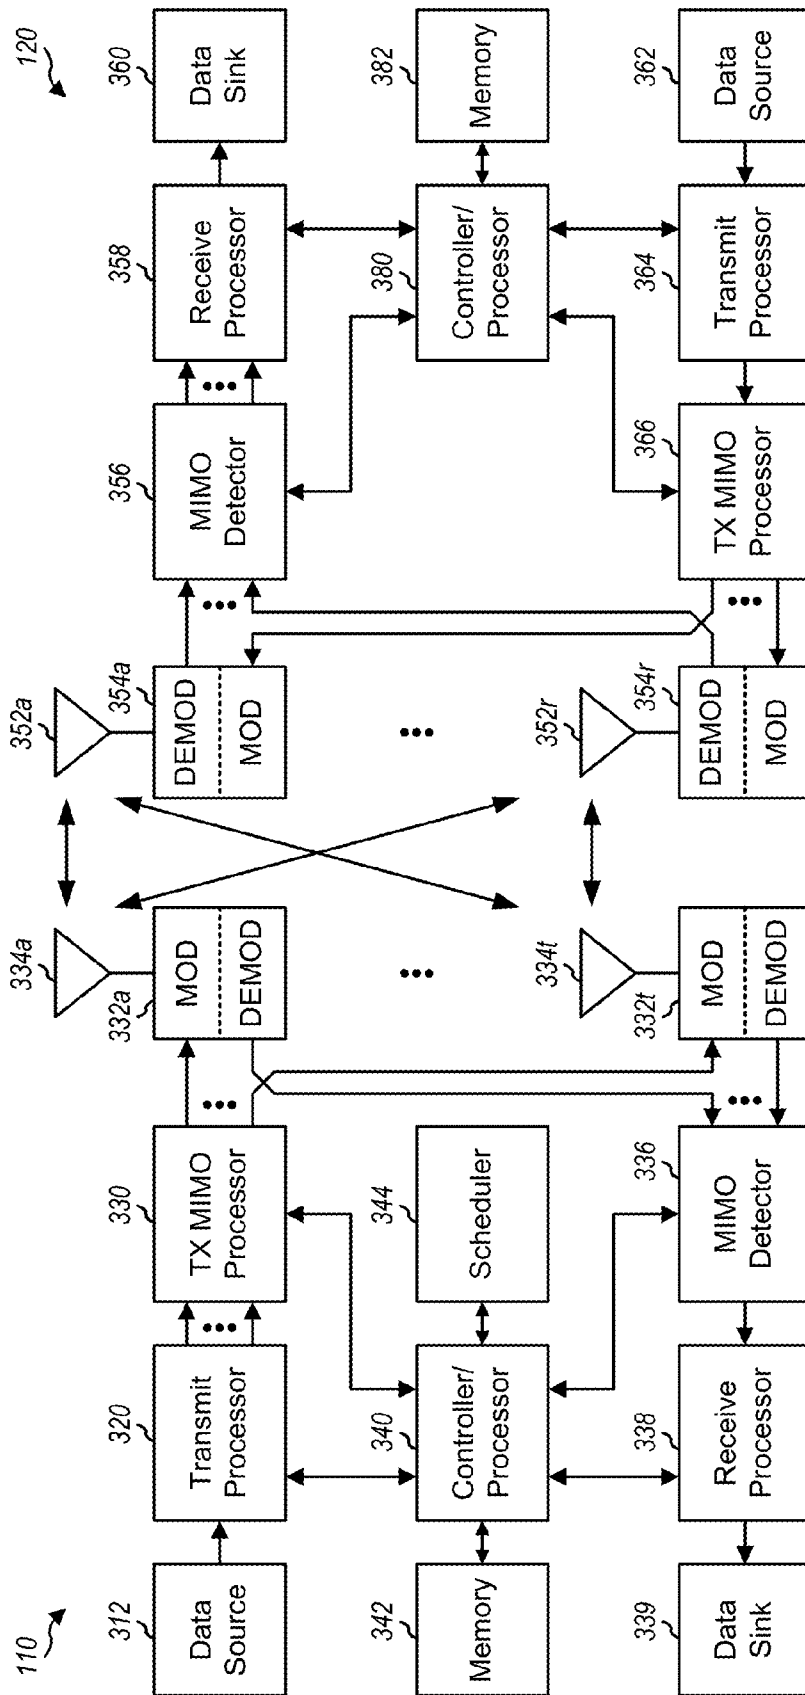 110
120
312
Data
Source
320
Transmit
Processor
330
TX MIMO
Processor
332a
MOD
DEMOD
334a
352a
354a
DEMOD
MOD
356
MIMO
Detector
358
Receive
Processor
360
Data
Sink
342
Memory
340
Controller/
Processor
344
Scheduler
380
Controller/
Processor
382
Memory
339
Data
Sink
338
Receive
Processor
336
MIMO
Detector
332t
MOD
DEMOD
334t
352r
354r
DEMOD
MOD
366
TX MIMO
Processor
364
Transmit
Processor
362
Data
Source